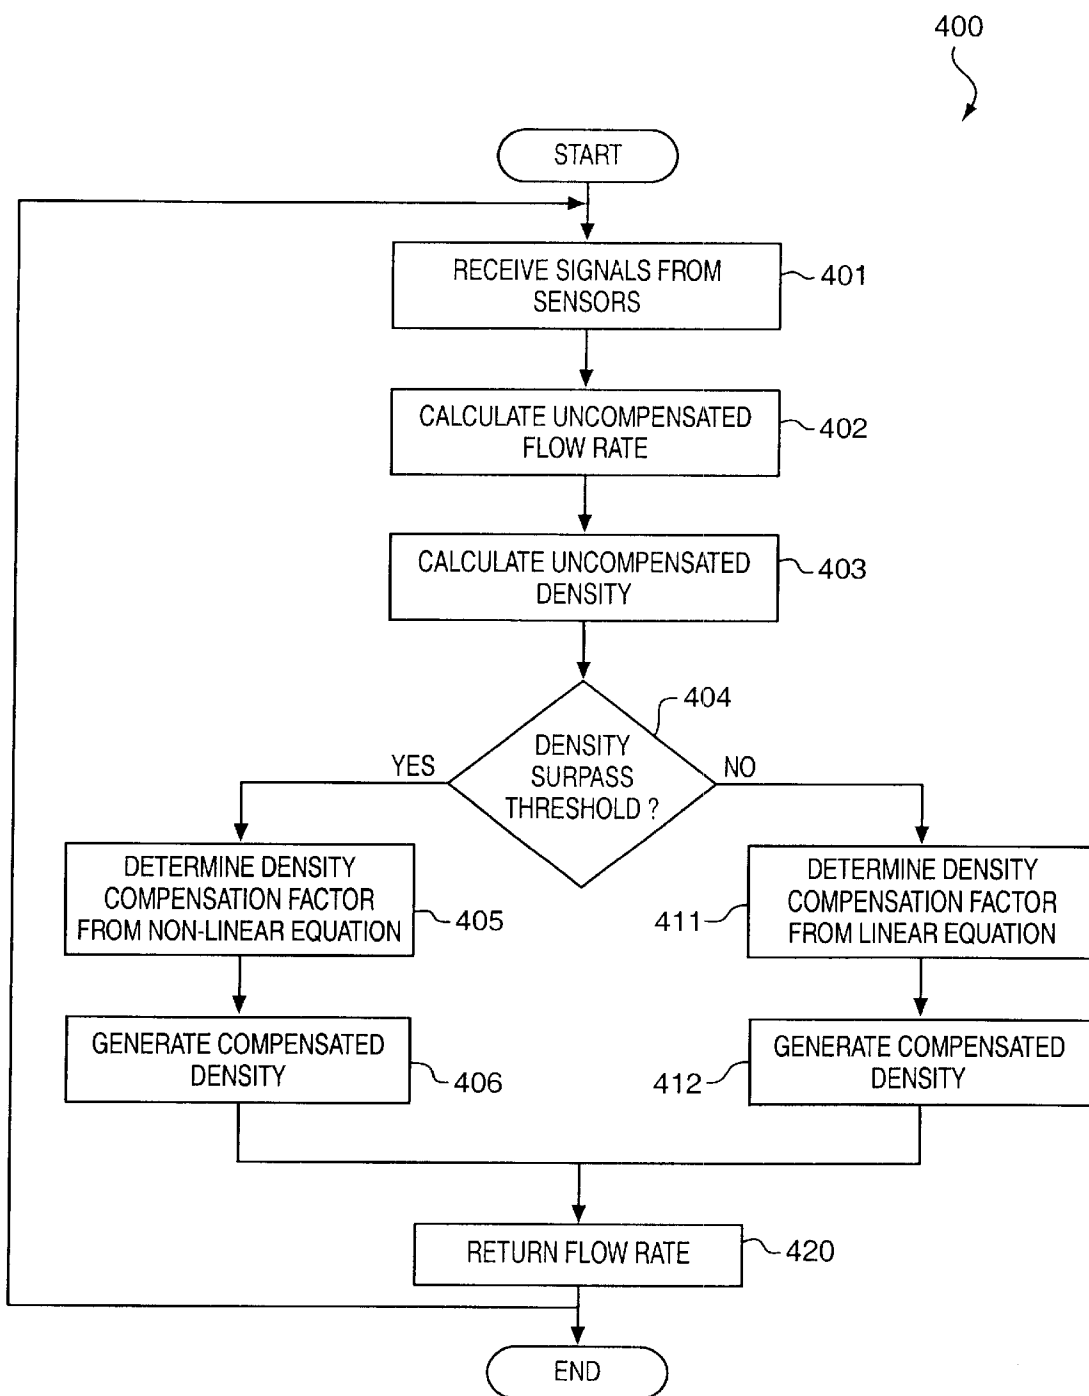 400
START
RECEIVE SIGNALS FROM
SENSORS
401
CALCULATE UNCOMPENSATED
FLOW RATE
402
CALCULATE UNCOMPENSATED
DENSITY
403
404
DENSITY
SURPASS
THRESHOLD ?
YES
NO
DETERMINE DENSITY
COMPENSATION FACTOR
FROM NON-LINEAR EQUATION
405
411
DETERMINE DENSITY
COMPENSATION FACTOR
FROM LINEAR EQUATION
GENERATE COMPENSATED
DENSITY
406
412
GENERATE COMPENSATED
DENSITY
RETURN FLOW RATE
420
END